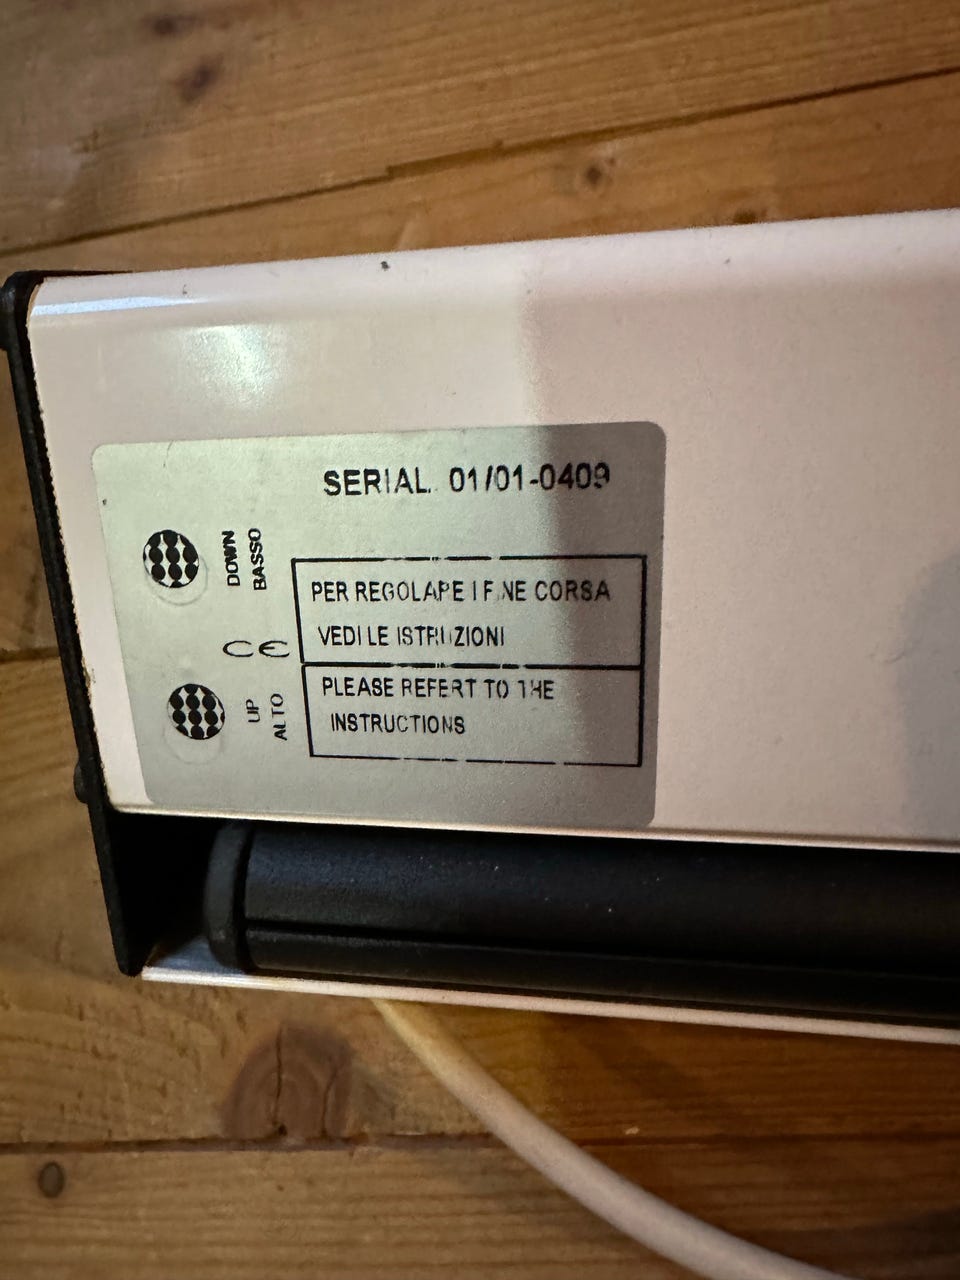 SERIAL. 01/01-0409
DOWN
BASSO
PER REGOLARE I FINE CORSA
VEDI LE ISTRUZIONI
CE
UP
ALTO
PLEASE REFERT TO THE
INSTRUCTIONS